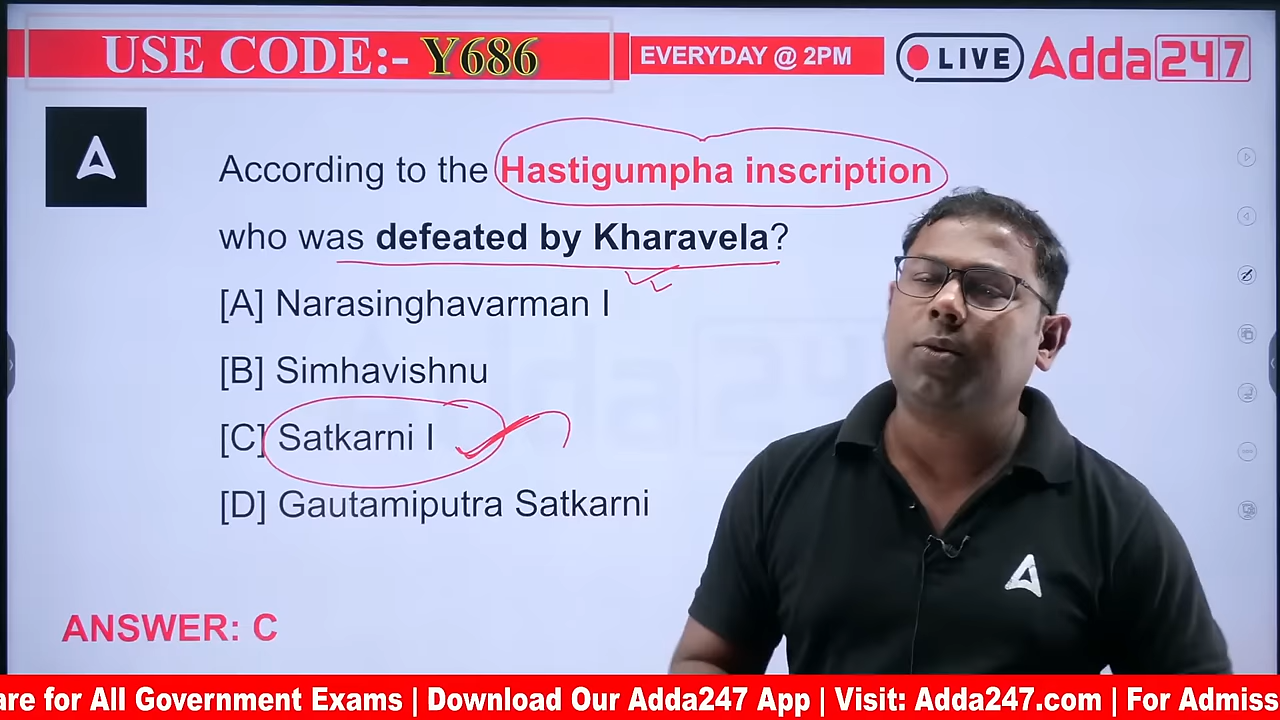 USE CODE:- Y686
EVERYDAY @ 2PM
LIVE
Adda247
According to the Hastigumpha inscription
who was defeated by Kharavela?
[A] Narasinghavarman I
[B] Simhavishnu
[C] Satkarni I
[D] Gautamiputra Satkarni
ANSWER: C
are for All Government Exams | Download Our Adda247 App | Visit: Adda247.com | For Admiss